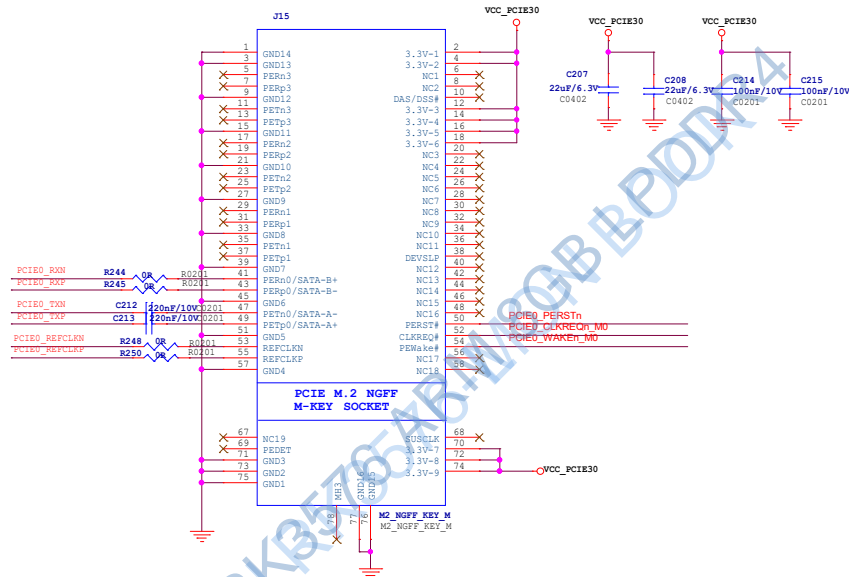 J15
VCC_PCIE30
VCC_PCIE30
VCC_PCIE30
C207
22uF/6.3V
C0402
C208
22uF/6.3V
C0402
C214
100nF/10V
C0201
C215
100nF/10V
C0201
1 GND14 3.3V-1 2
3 GND13 3.3V-2 4
5 PERn3 NC1 6
7 PERp3 NC2 8
9 GND12 DAS/DSS# 10
11 PETn3 3.3V-3 12
13 PETp3 3.3V-4 14
15 GND11 3.3V-5 16
17 PERn2 3.3V-6 18
19 PERp2 NC3 20
21 GND10 NC4 22
23 PETn2 NC5 24
25 PETp2 NC6 26
27 GND9 NC7 28
29 PERn1 NC8 30
31 PERp1 NC9 32
33 GND8 NC10 34
35 PETn1 NC11 36
37 PETp1 DEVSLP 38
39 GND7 NC12 40
PCIE0_RXN R244 0R R0201 41 PERn0/SATA-B+ NC13 42
PCIE0_RXP R245 0R R0201 43 PERp0/SATA-B- NC14 44
45 GND6 NC15 46
PCIE0_TXN C212 220nF/10V C0201 47 PETn0/SATA-A- NC16 48
PCIE0_TXP C213 220nF/10V C0201 49 PETp0/SATA-A+ PERST# 50 PCIE0_PERSTn
51 GND5 CLKREQ# 52 PCIE0_CLKREQn_M0
PCIE0_REFCLKN R248 0R R0201 53 REFCLKN PEWake# 54 PCIE0_WAKEn_M0
PCIE0_REFCLKP R250 0R R0201 55 REFCLKP NC17 56
57 GND4 NC18 58
PCIE M.2 NGFF
M-KEY SOCKET
67 NC19 SUSCLK 68
69 PEDET 3.3V-7 70
71 GND3 3.3V-8 72
73 GND2 3.3V-9 74
75 GND1
VCC_PCIE30
MH3
GND16
GND15
78
77
76
M2_NGFF_KEY_M
M2_NGFF_KEY_M